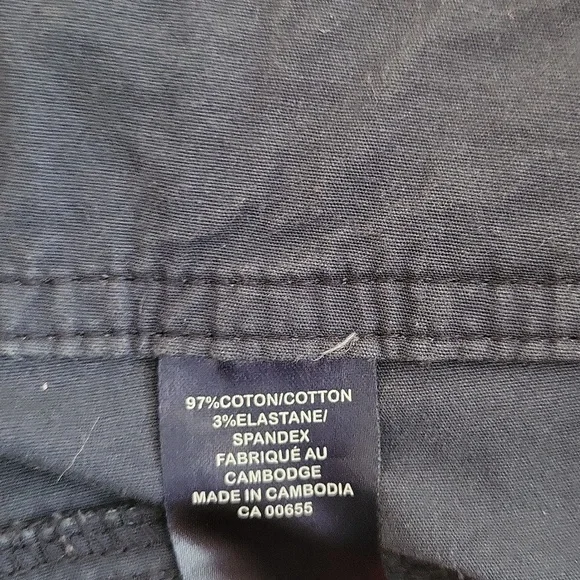 97%COTON/COTTON
3%ELASTANE/
SPANDEX
FABRIQUÉ AU
CAMBODGE
MADE IN CAMBODIA
CA 00655